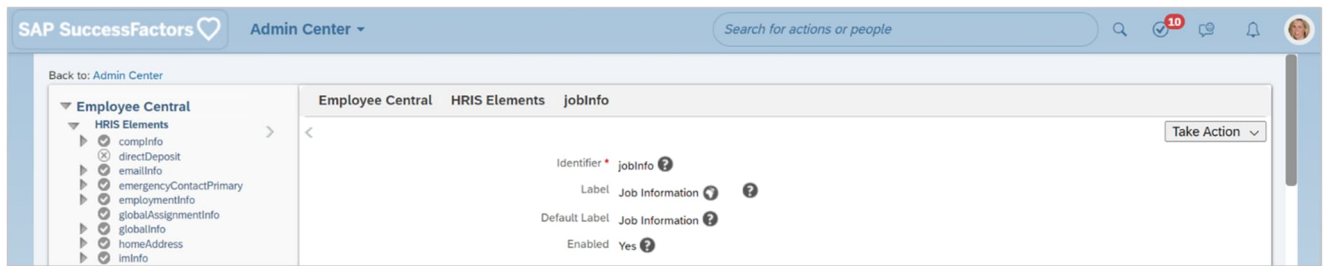 SAP SuccessFactors Admin Center Search for actions or people 10
Back to: Admin Center
Employee Central
HRIS Elements
compInfo
directDeposit
emailInfo
emergencyContactPrimary
employmentInfo
globalAssignmentInfo
globalInfo
homeAddress
imInfo
Employee Central HRIS Elements jobInfo
Take Action
Identifier * jobInfo ?
Label Job Information ?
Default Label Job Information ?
Enabled Yes ?